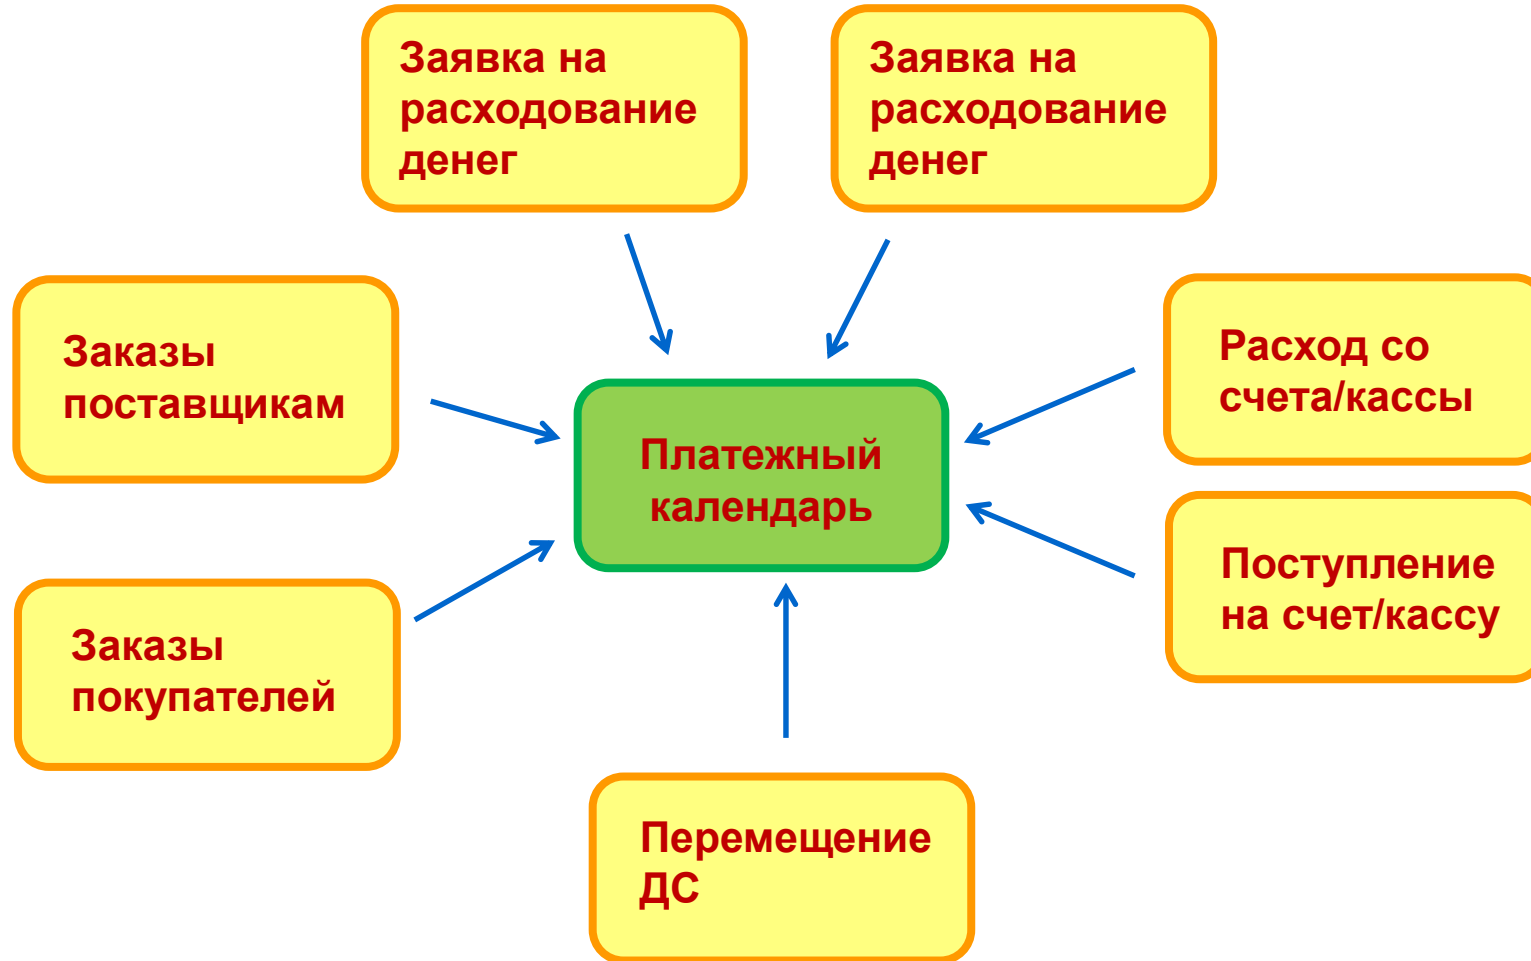 Заявка на
расходование
денег
Заявка на
расходование
денег
Заказы
поставщикам
Расход со
счета/кассы
Платежный
календарь
Поступление
на счет/кассу
Заказы
покупателей
Перемещение
ДС